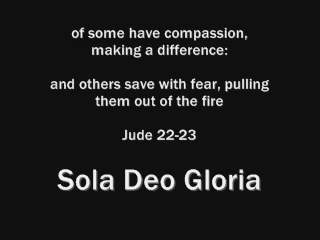 of some have compassion,
making a difference:
and others save with fear, pulling
them out of the fire
Jude 22-23
Sola Deo Gloria